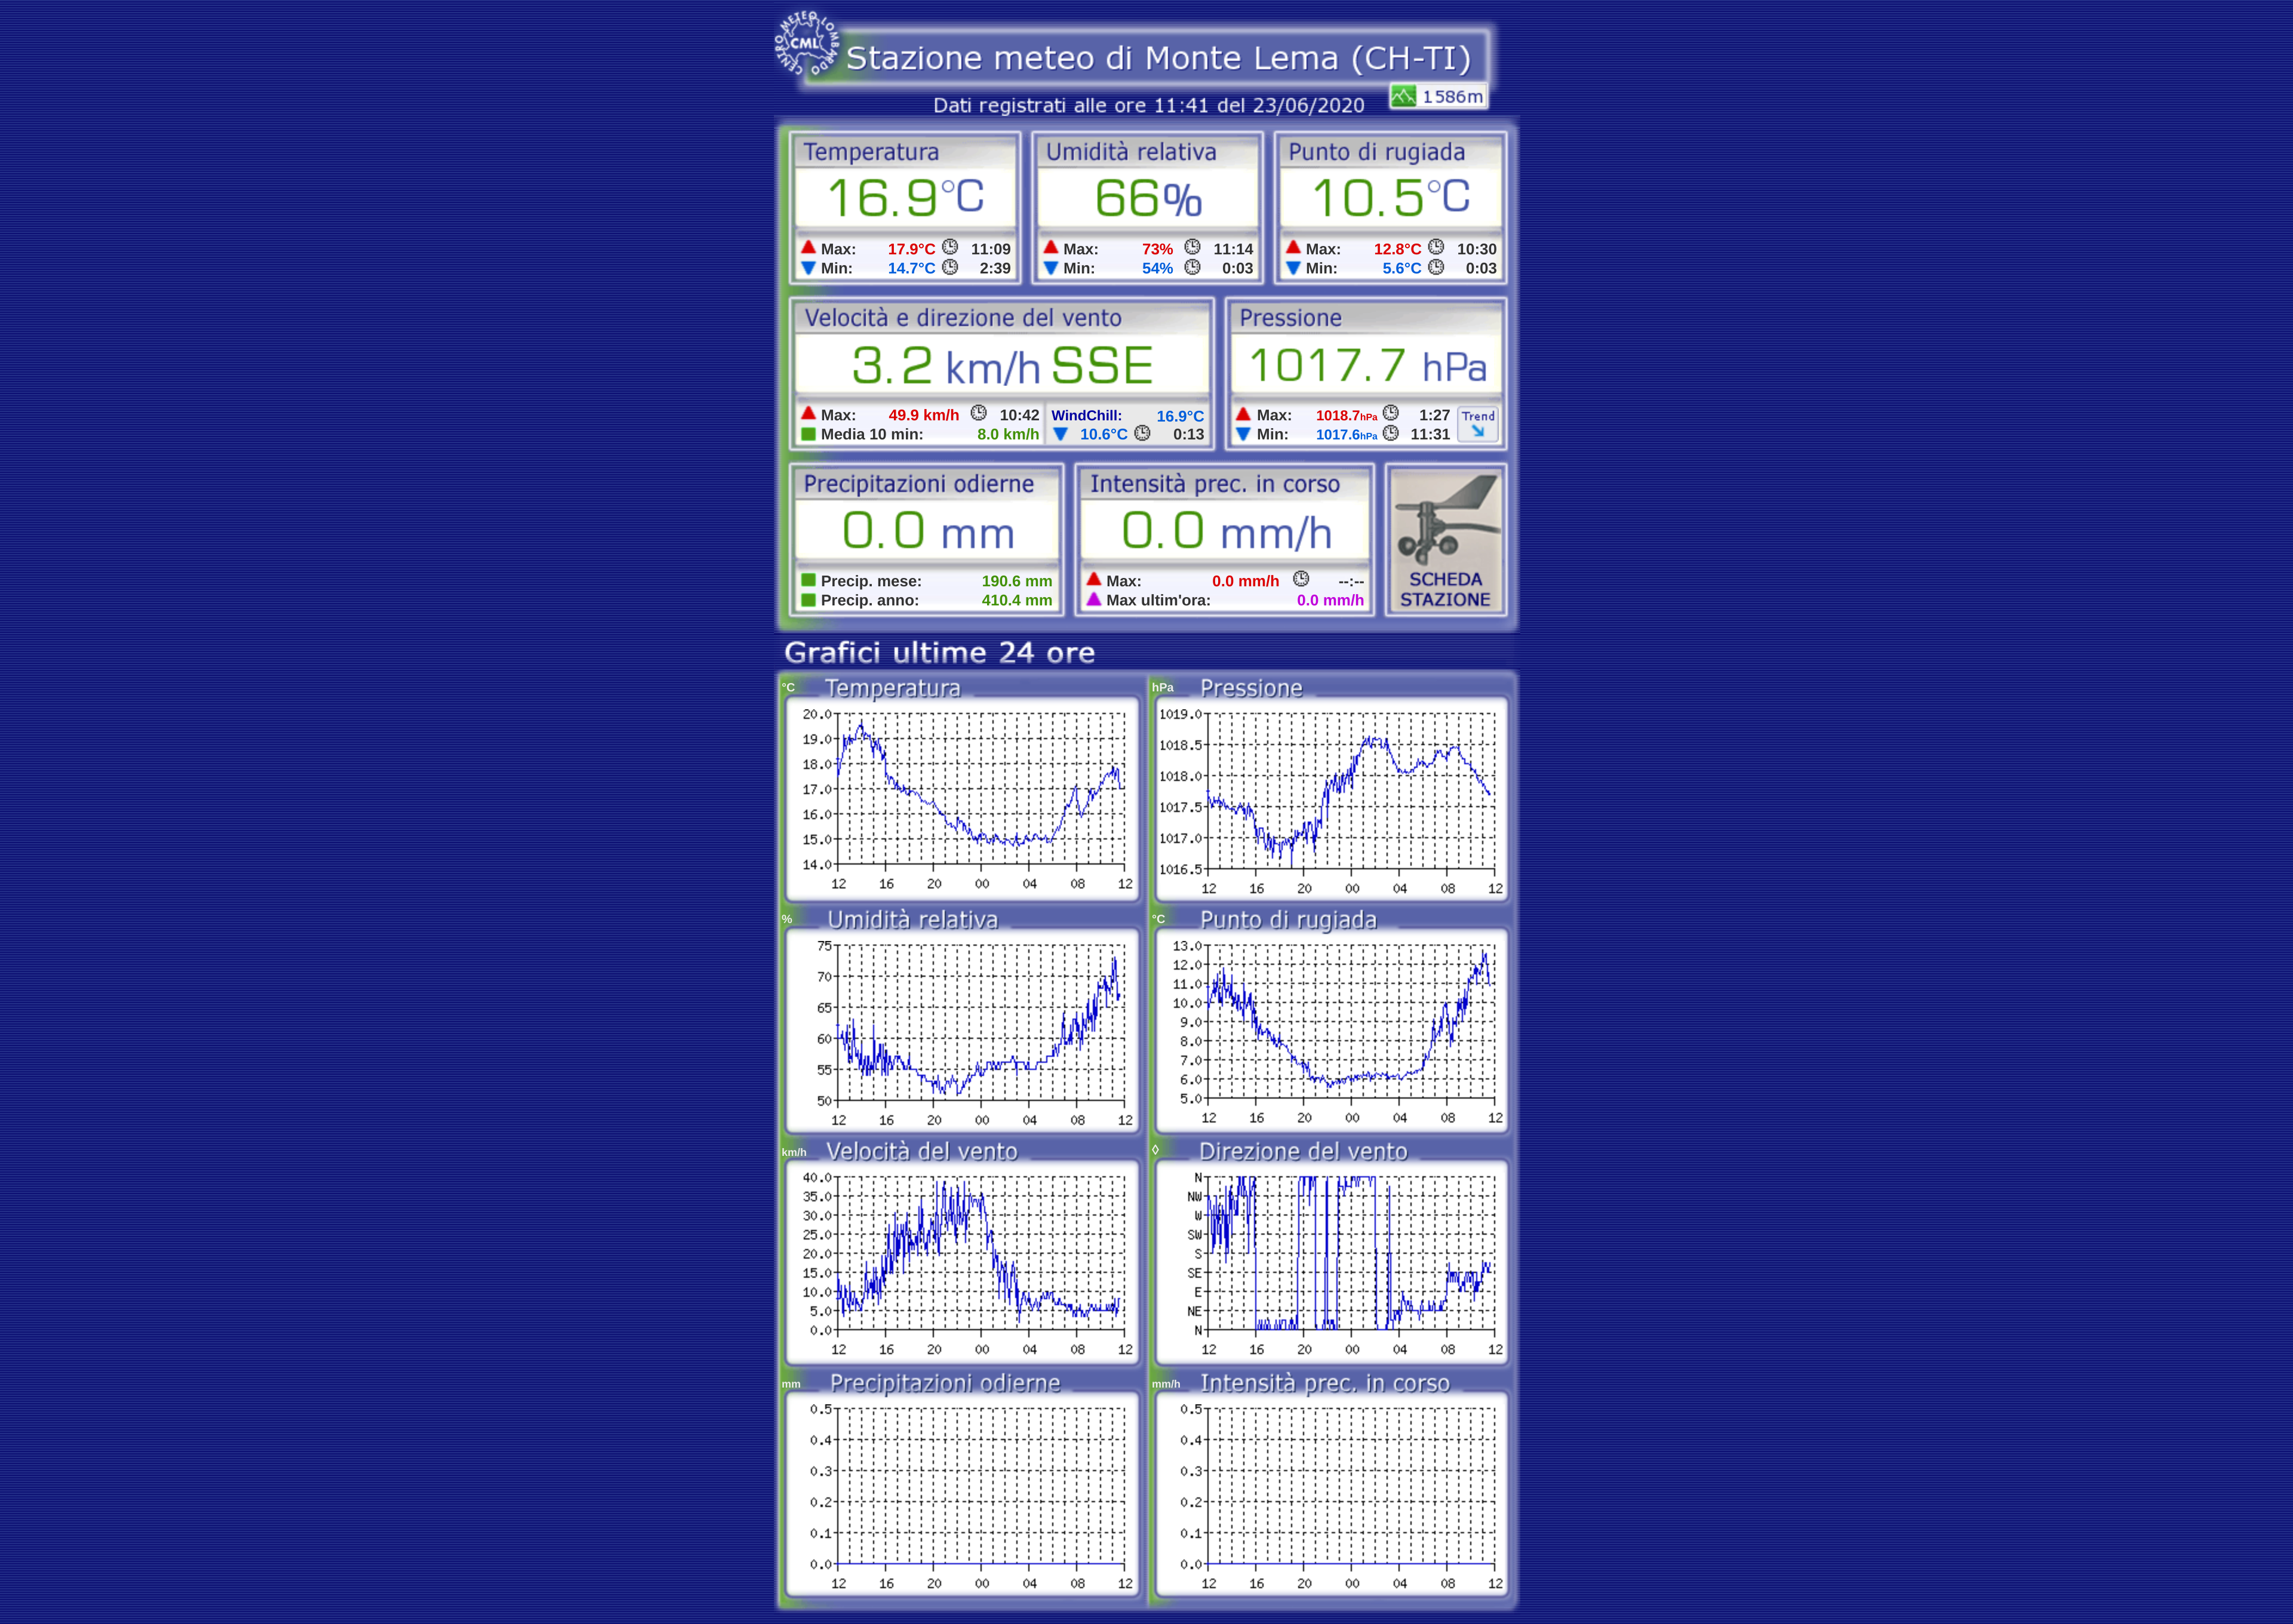 CENTRO METEO LOMBARDO
CML
Stazione meteo di Monte Lema (CH-TI)
Dati registrati alle ore 11:41 del 23/06/2020
1586m
Temperatura Umidità relativa Punto di rugiada
16.9°C 66% 10.5°C
Max: 17.9°C 11:09 Max: 73% 11:14 Max: 12.8°C 10:30
Min: 14.7°C 2:39 Min: 54% 0:03 Min: 5.6°C 0:03
Velocità e direzione del vento Pressione
3.2 km/h SSE 1017.7 hPa
Max: 49.9 km/h 10:42 WindChill: 16.9°C Max: 1018.7hPa 1:27 Trend
Media 10 min: 8.0 km/h 10.6°C 0:13 Min: 1017.6hPa 11:31
Precipitazioni odierne Intensità prec. in corso
0.0 mm 0.0 mm/h
Precip. mese: 190.6 mm Max: 0.0 mm/h --:-- SCHEDA
Precip. anno: 410.4 mm Max ultim'ora: 0.0 mm/h STAZIONE
Grafici ultime 24 ore
°C Temperatura
20.0
19.0
18.0
17.0
16.0
15.0
14.0
12 16 20 00 04 08 12
hPa Pressione
1019.0
1018.5
1018.0
1017.5
1017.0
1016.5
12 16 20 00 04 08 12
% Umidità relativa
75
70
65
60
55
50
12 16 20 00 04 08 12
°C Punto di rugiada
13.0
12.0
11.0
10.0
9.0
8.0
7.0
6.0
5.0
12 16 20 00 04 08 12
km/h Velocità del vento
40.0
35.0
30.0
25.0
20.0
15.0
10.0
5.0
0.0
12 16 20 00 04 08 12
◊ Direzione del vento
N
NW
W
SW
S
SE
E
NE
N
12 16 20 00 04 08 12
mm Precipitazioni odierne
0.5
0.4
0.3
0.2
0.1
0.0
12 16 20 00 04 08 12
mm/h Intensità prec. in corso
0.5
0.4
0.3
0.2
0.1
0.0
12 16 20 00 04 08 12